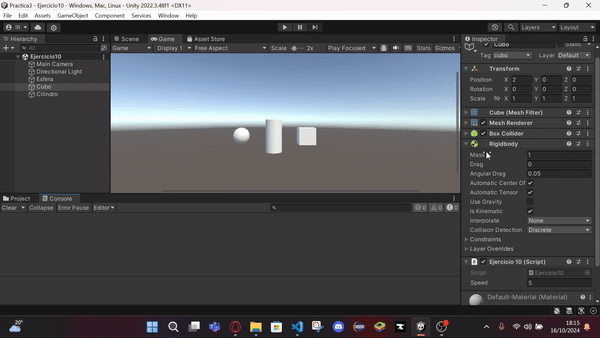 Practica3 - Ejercicio10 - Windows, Mac, Linux - Unity 2022.3.48f1 <DX11>
File Edit Assets GameObject Component Services Window Help
IR
Layers Layout
Hierarchy
All
Ejercicio10
Main Camera
Directional Light
Esfera
Cubo
Cilindro
Scene Game Asset Store
Game Display 1 Free Aspect Scale 2x Play Focused Stats Gizmos
Project Console
Clear Collapse Error Pause Editor
0 0 0
Inspector
Cubo Static
Tag cubo Layer Default
Transform
Position X 2 Y 0 Z 0
Rotation X 0 Y 0 Z 0
Scale X 1 Y 1 Z 1
Cube (Mesh Filter)
Mesh Renderer
Box Collider
Rigidbody
Mass 1
Drag 0
Angular Drag 0.05
Automatic Center Of
Automatic Tensor
Use Gravity
Is Kinematic
Interpolate None
Collision Detection Discrete
Constraints
Layer Overrides
Ejercicio 10 (Script)
Script Ejercicio10
Speed 5
Default-Material (Material)
20°
18:15
16/10/2024